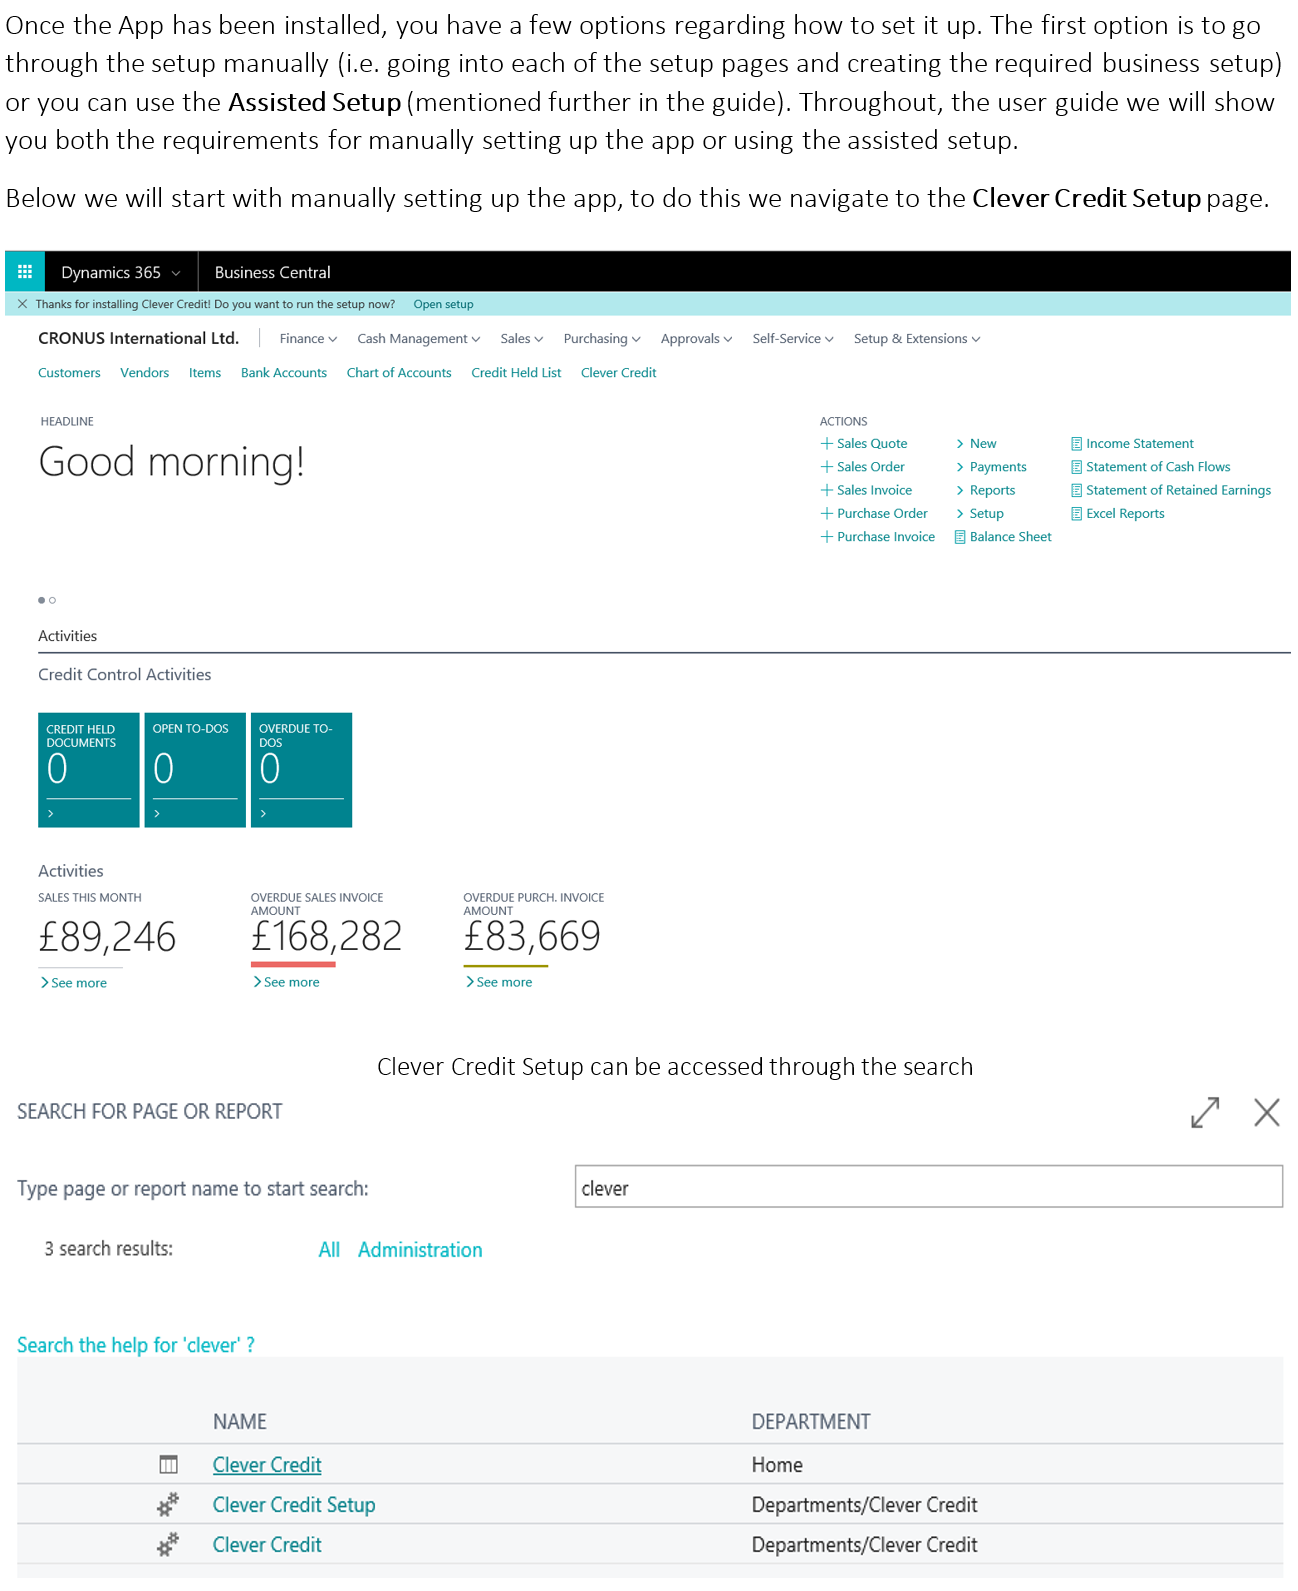 Once the App has been installed, you have a few options regarding how to set it up. The first option is to go
through the setup manually (i.e. going into each of the setup pages and creating the required business setup)
or you can use the Assisted Setup (mentioned further in the guide). Throughout, the user guide we will show
you both the requirements for manually setting up the app or using the assisted setup.
Below we will start with manually setting up the app, to do this we navigate to the Clever Credit Setup page.
Dynamics 365 Business Central
Thanks for installing Clever Credit! Do you want to run the setup now? Open setup
CRONUS International Ltd. Finance Cash Management Sales Purchasing Approvals Self-Service Setup & Extensions
Customers Vendors Items Bank Accounts Chart of Accounts Credit Held List Clever Credit
HEADLINE
Good morning!
ACTIONS
+ Sales Quote > New Income Statement
+ Sales Order > Payments Statement of Cash Flows
+ Sales Invoice > Reports Statement of Retained Earnings
+ Purchase Order > Setup Excel Reports
+ Purchase Invoice Balance Sheet
Activities
Credit Control Activities
CREDIT HELD
DOCUMENTS
0
>
OPEN TO-DOS
0
>
OVERDUE TO-
DOS
0
>
Activities
SALES THIS MONTH
£89,246
> See more
OVERDUE SALES INVOICE
AMOUNT
£168,282
> See more
OVERDUE PURCH. INVOICE
AMOUNT
£83,669
> See more
Clever Credit Setup can be accessed through the search
SEARCH FOR PAGE OR REPORT
Type page or report name to start search: clever
3 search results: All Administration
Search the help for 'clever' ?
NAME DEPARTMENT
Clever Credit Home
Clever Credit Setup Departments/Clever Credit
Clever Credit Departments/Clever Credit